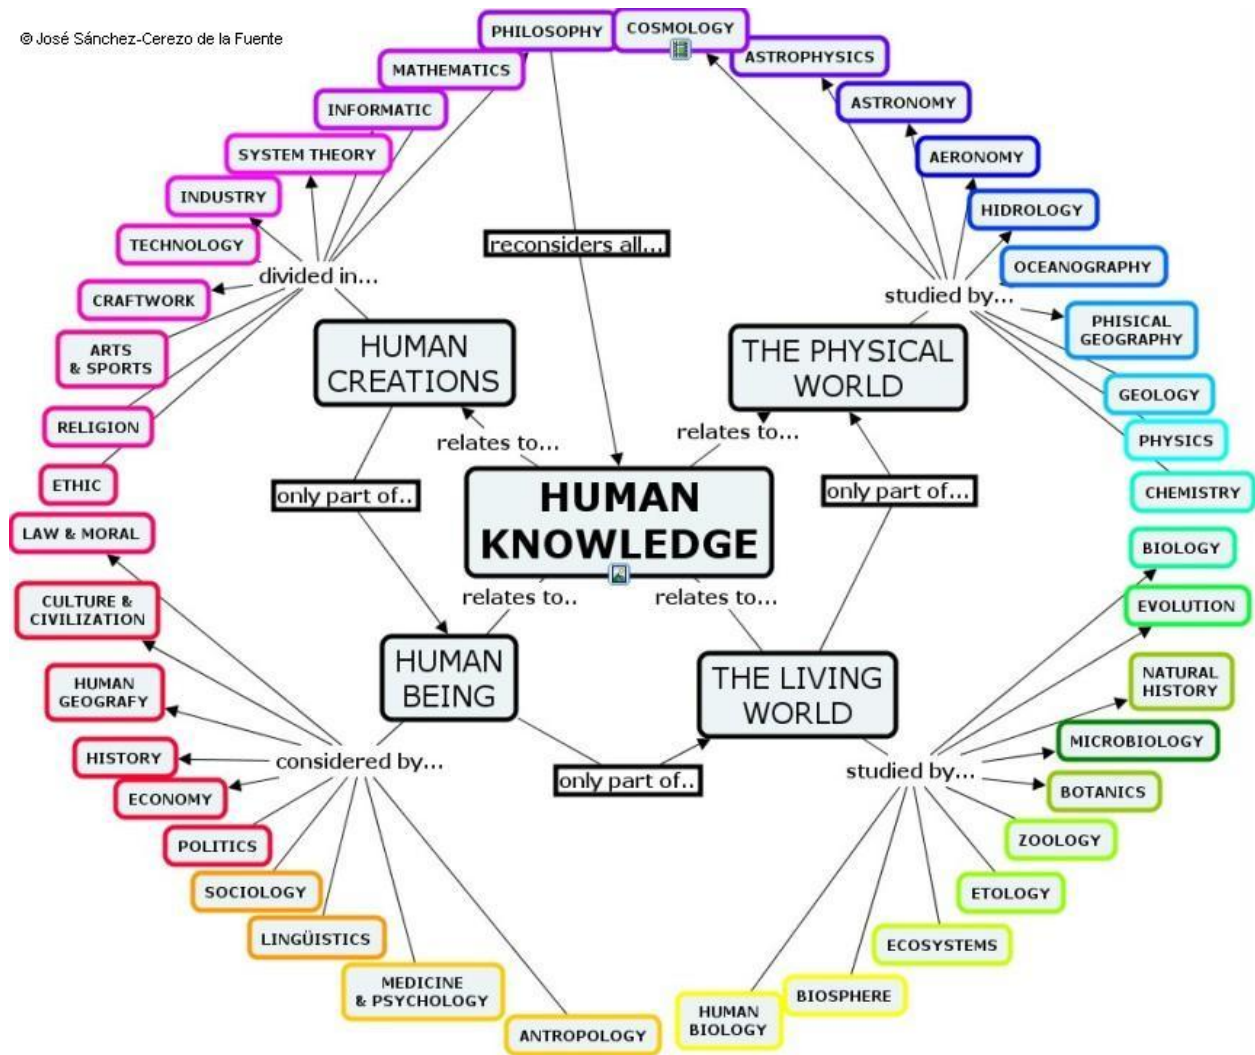 © José Sánchez-Cerezo de la Fuente
PHILOSOPHY
COSMOLOGY
MATHEMATICS
ASTROPHYSICS
INFORMATIC
ASTRONOMY
SYSTEM THEORY
AERONOMY
INDUSTRY
HIDROLOGY
TECHNOLOGY
reconsiders all...
OCEANOGRAPHY
divided in...
studied by...
CRAFTWORK
PHISICAL
GEOGRAPHY
ARTS
& SPORTS
HUMAN
CREATIONS
THE PHYSICAL
WORLD
GEOLOGY
RELIGION
relates to...
relates to...
PHYSICS
ETHIC
only part of..
only part of...
CHEMISTRY
HUMAN
KNOWLEDGE
LAW & MORAL
BIOLOGY
CULTURE &
CIVILIZATION
relates to..
relates to...
EVOLUTION
HUMAN
GEOGRAFY
HUMAN
BEING
THE LIVING
WORLD
NATURAL
HISTORY
HISTORY
considered by...
MICROBIOLOGY
only part of..
studied by...
ECONOMY
BOTANICS
POLITICS
ZOOLOGY
SOCIOLOGY
ETOLOGY
LINGÜISTICS
ECOSYSTEMS
MEDICINE
& PSYCHOLOGY
BIOSPHERE
ANTROPOLOGY
HUMAN
BIOLOGY